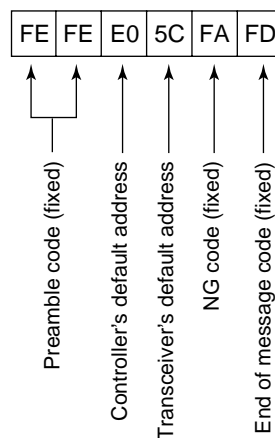 FE FE E0 5C FA FD
Preamble code (fixed)
Controller's default address
Transceiver's default address
NG code (fixed)
End of message code (fixed)